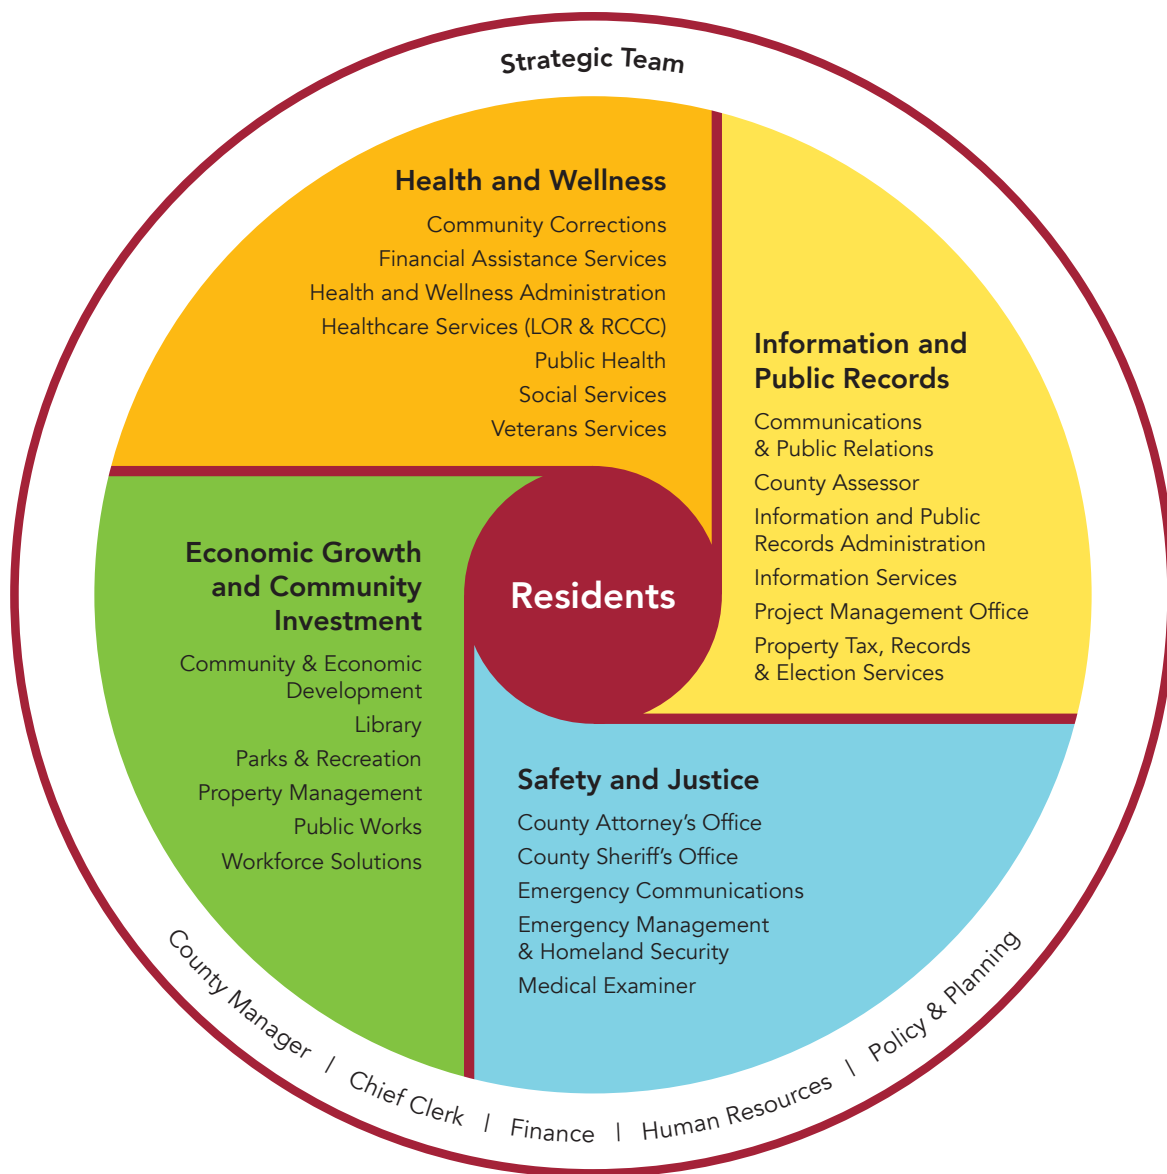 Strategic Team
Health and Wellness
Community Corrections
Financial Assistance Services
Health and Wellness Administration
Healthcare Services (LOR & RCCC)
Public Health
Social Services
Veterans Services
Information and
Public Records
Communications
& Public Relations
County Assessor
Information and Public
Records Administration
Information Services
Project Management Office
Property Tax, Records
& Election Services
Economic Growth
and Community
Investment
Community & Economic
Development
Library
Parks & Recreation
Property Management
Public Works
Workforce Solutions
Residents
Safety and Justice
County Attorney’s Office
County Sheriff’s Office
Emergency Communications
Emergency Management
& Homeland Security
Medical Examiner
County Manager | Chief Clerk | Finance | Human Resources | Policy & Planning